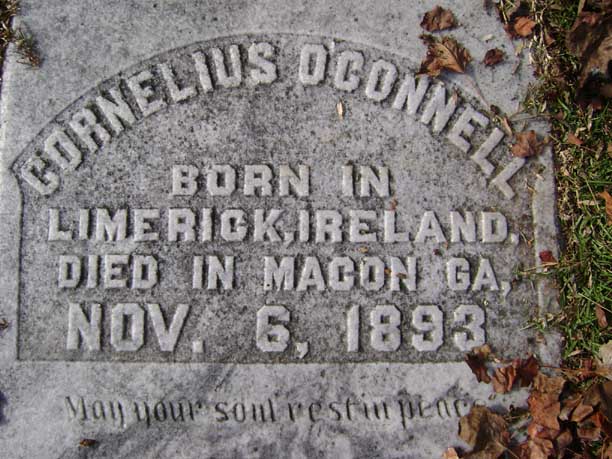 CORNELIUS O'CONNELL
BORN IN
LIMERICK, IRELAND.
DIED IN MACON GA,
NOV. 6, 1893
May your soul rest in peace